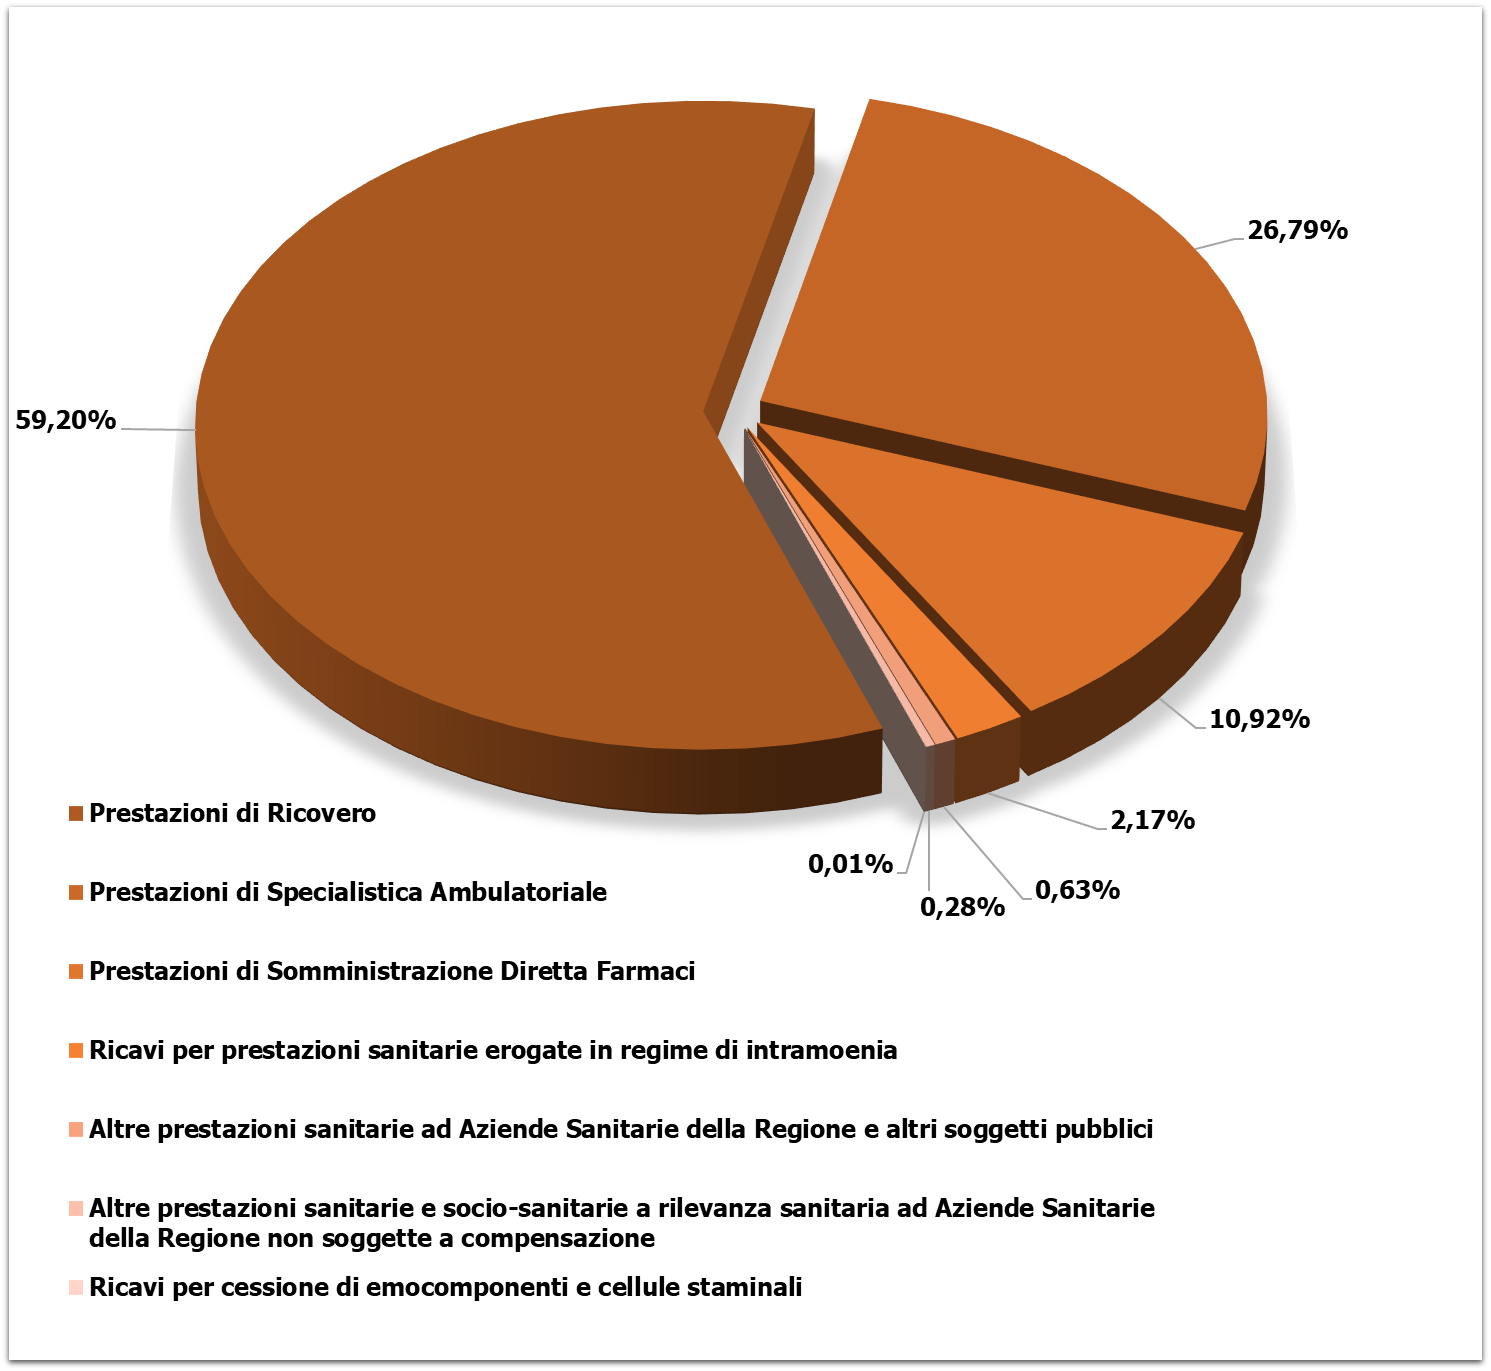 26,79%
59,20%
10,92%
2,17%
0,01%
0,63%
0,28%
Prestazioni di Ricovero
Prestazioni di Specialistica Ambulatoriale
Prestazioni di Somministrazione Diretta Farmaci
Ricavi per prestazioni sanitarie erogate in regime di intramoenia
Altre prestazioni sanitarie ad Aziende Sanitarie della Regione e altri soggetti pubblici
Altre prestazioni sanitarie e socio-sanitarie a rilevanza sanitaria ad Aziende Sanitarie
della Regione non soggette a compensazione
Ricavi per cessione di emocomponenti e cellule staminali